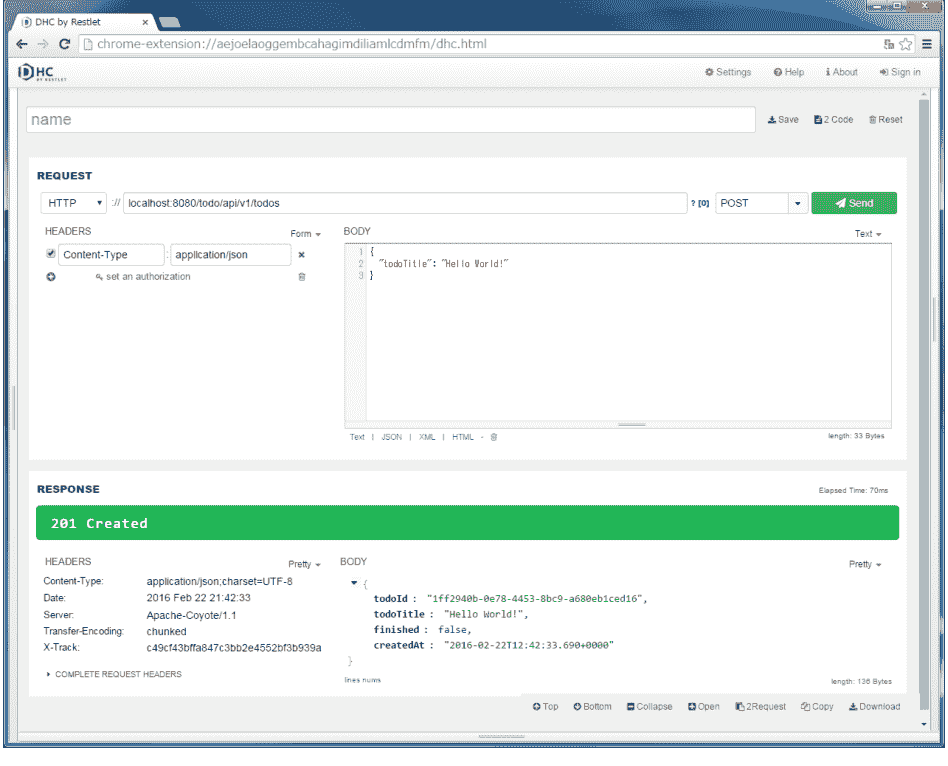 DHC by Restlet
chrome-extension://aejoelaoggembcahagimdiliamlcdmfm/dhc.html
DHC
BY RESTLET
Settings Help About Sign in
name
Save 2 Code Reset
REQUEST
HTTP :// localhost:8080/todo/api/v1/todos ? [0] POST Send
HEADERS Form
BODY Text
Content-Type : application/json
set an authorization
1 {
2 "todoTitle": "Hello World!"
3 }
Text | JSON | XML | HTML - length: 33 Bytes
RESPONSE Elapsed Time: 70ms
201 Created
HEADERS Pretty
Content-Type: application/json;charset=UTF-8
Date: 2016 Feb 22 21:42:33
Server: Apache-Coyote/1.1
Transfer-Encoding: chunked
X-Track: c49cf43bffa847c3bb2e4552bf3b939a
COMPLETE REQUEST HEADERS
BODY Pretty
{
todoId : "1ff2940b-0e78-4453-8bc9-a680eb1ced16",
todoTitle : "Hello World!",
finished : false,
createdAt : "2016-02-22T12:42:33.690+0000"
}
lines nums length: 136 Bytes
Top Bottom Collapse Open 2Request Copy Download